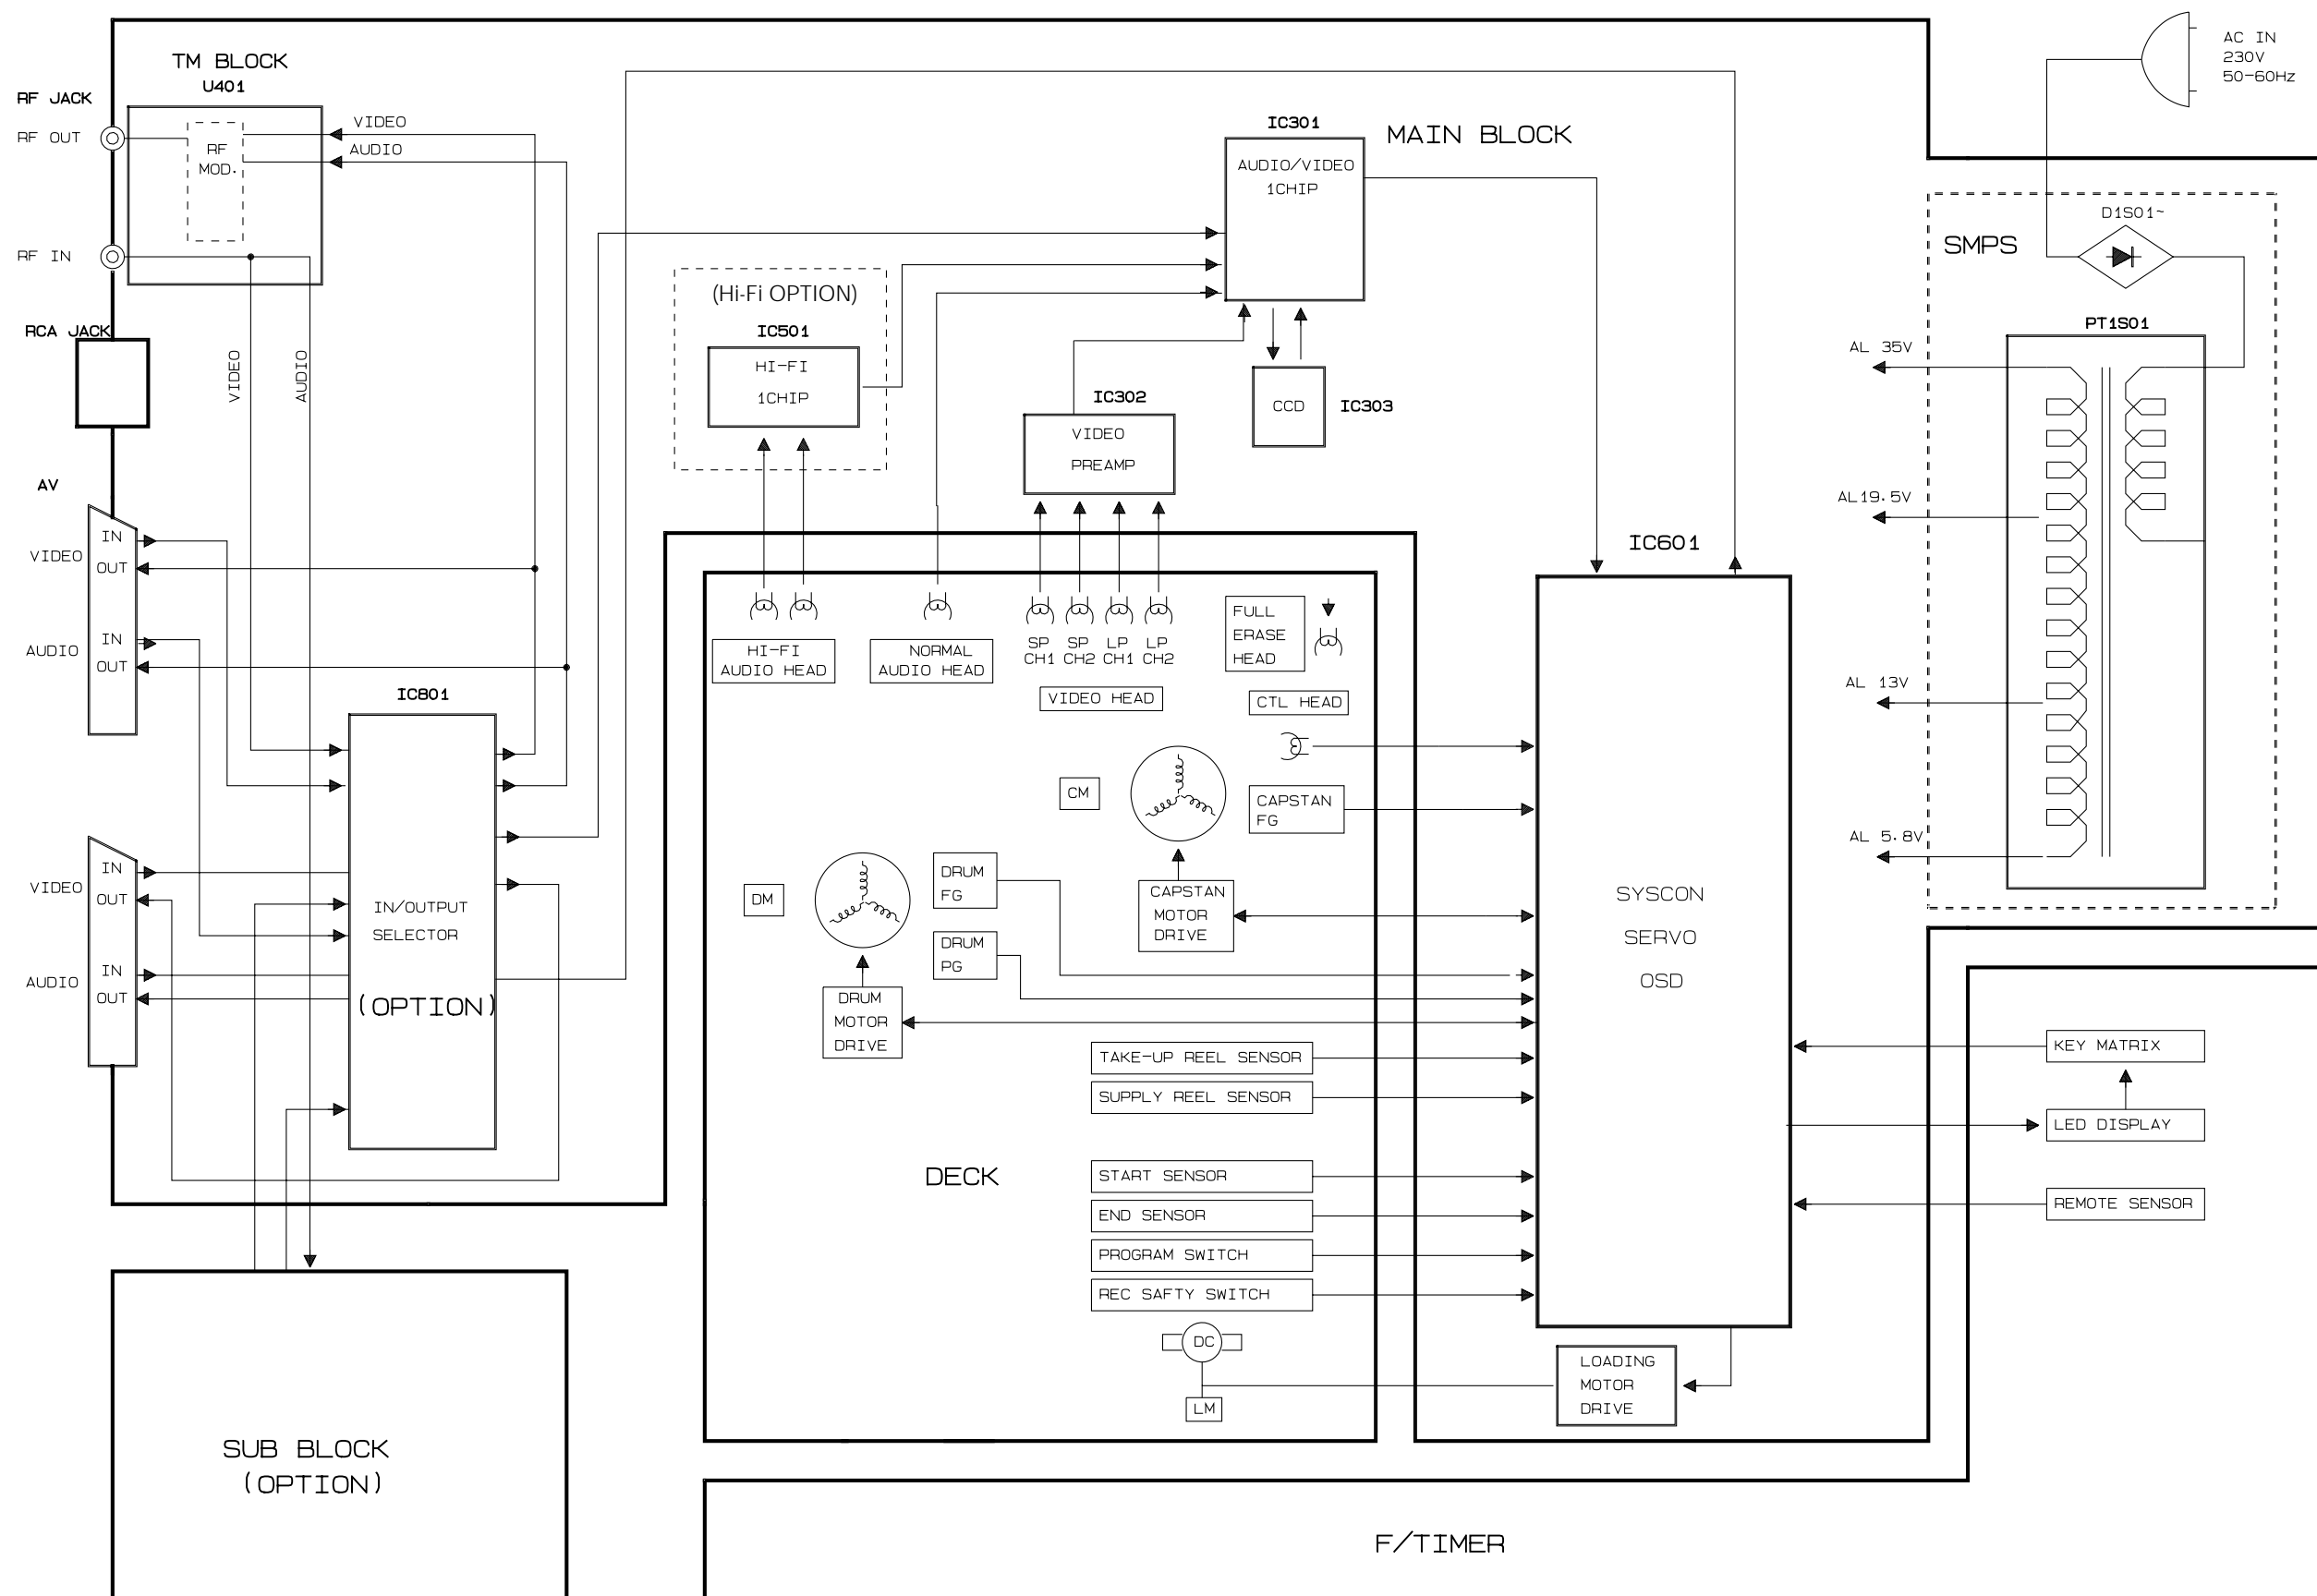 TM BLOCK
U401
RF JACK
RF OUT
RF
MOD.
VIDEO
AUDIO
RF IN
RCA JACK
VIDEO
AUDIO
AV
IN
VIDEO
OUT
IN
AUDIO
OUT
IN
VIDEO
OUT
IN
AUDIO
OUT
IC801
IN/OUTPUT
SELECTOR
(OPTION)
SUB BLOCK
(OPTION)
MAIN BLOCK
IC301
AUDIO/VIDEO
1CHIP
(Hi-Fi OPTION)
IC501
HI-FI
1CHIP
IC302
VIDEO
PREAMP
CCD
IC303
HI-FI
AUDIO HEAD
NORMAL
AUDIO HEAD
SP
CH1
SP
CH2
LP
CH1
LP
CH2
VIDEO HEAD
FULL
ERASE
HEAD
CTL HEAD
CM
CAPSTAN
FG
DM
DRUM
FG
DRUM
PG
CAPSTAN
MOTOR
DRIVE
DRUM
MOTOR
DRIVE
TAKE-UP REEL SENSOR
SUPPLY REEL SENSOR
DECK
START SENSOR
END SENSOR
PROGRAM SWITCH
REC SAFTY SWITCH
DC
LM
IC601
SYSCON
SERVO
OSD
LOADING
MOTOR
DRIVE
AC IN
230V
50-60Hz
SMPS
D1S01~
PT1S01
AL 35V
AL19.5V
AL 13V
AL 5.8V
KEY MATRIX
LED DISPLAY
REMOTE SENSOR
F/TIMER